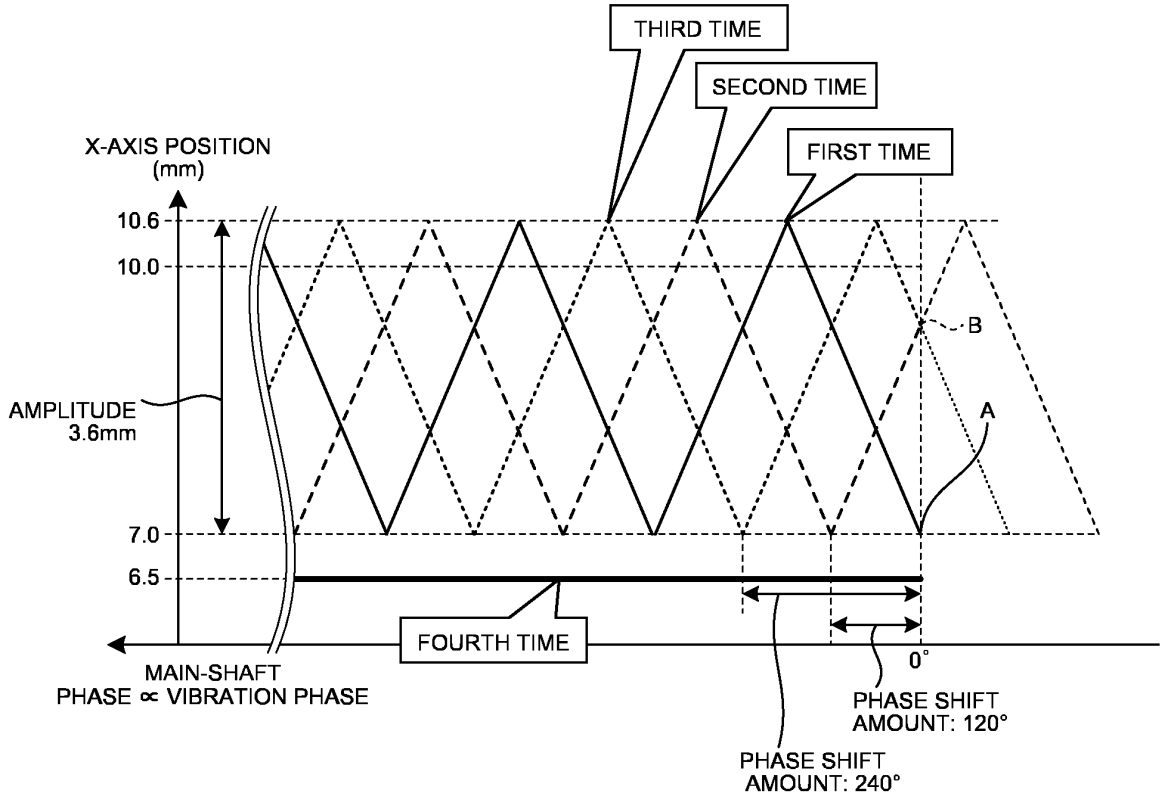 THIRD TIME
SECOND TIME
FIRST TIME
X-AXIS POSITION
(mm)
10.6
10.0
B
AMPLITUDE
3.6mm
A
7.0
6.5
FOURTH TIME
0°
MAIN-SHAFT
PHASE ∝ VIBRATION PHASE
PHASE SHIFT
AMOUNT: 120°
PHASE SHIFT
AMOUNT: 240°